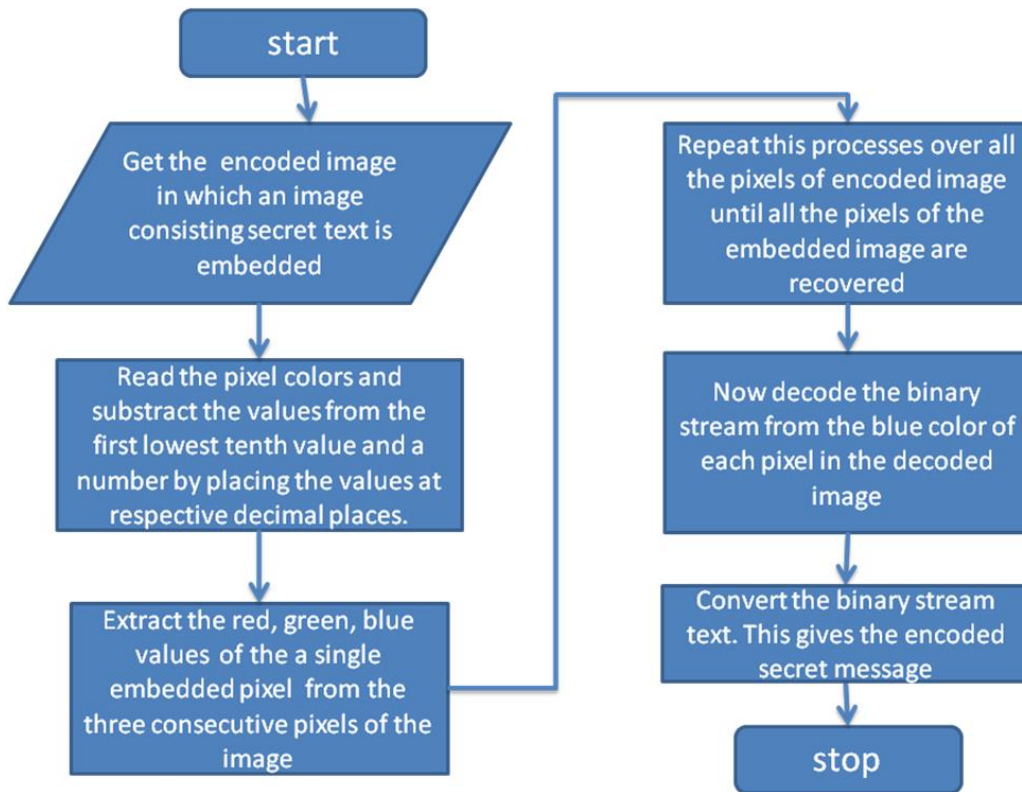 start
Get the encoded image
in which an image
consisting secret text is
embedded
Read the pixel colors and
substract the values from the
first lowest tenth value and a
number by placing the values at
respective decimal places.
Extract the red, green, blue
values of the a single
embedded pixel from the
three consecutive pixels of the
image
Repeat this processes over all
the pixels of encoded image
until all the pixels of the
embedded image are
recovered
Now decode the binary
stream from the blue color of
each pixel in the decoded
image
Convert the binary stream
text. This gives the encoded
secret message
stop